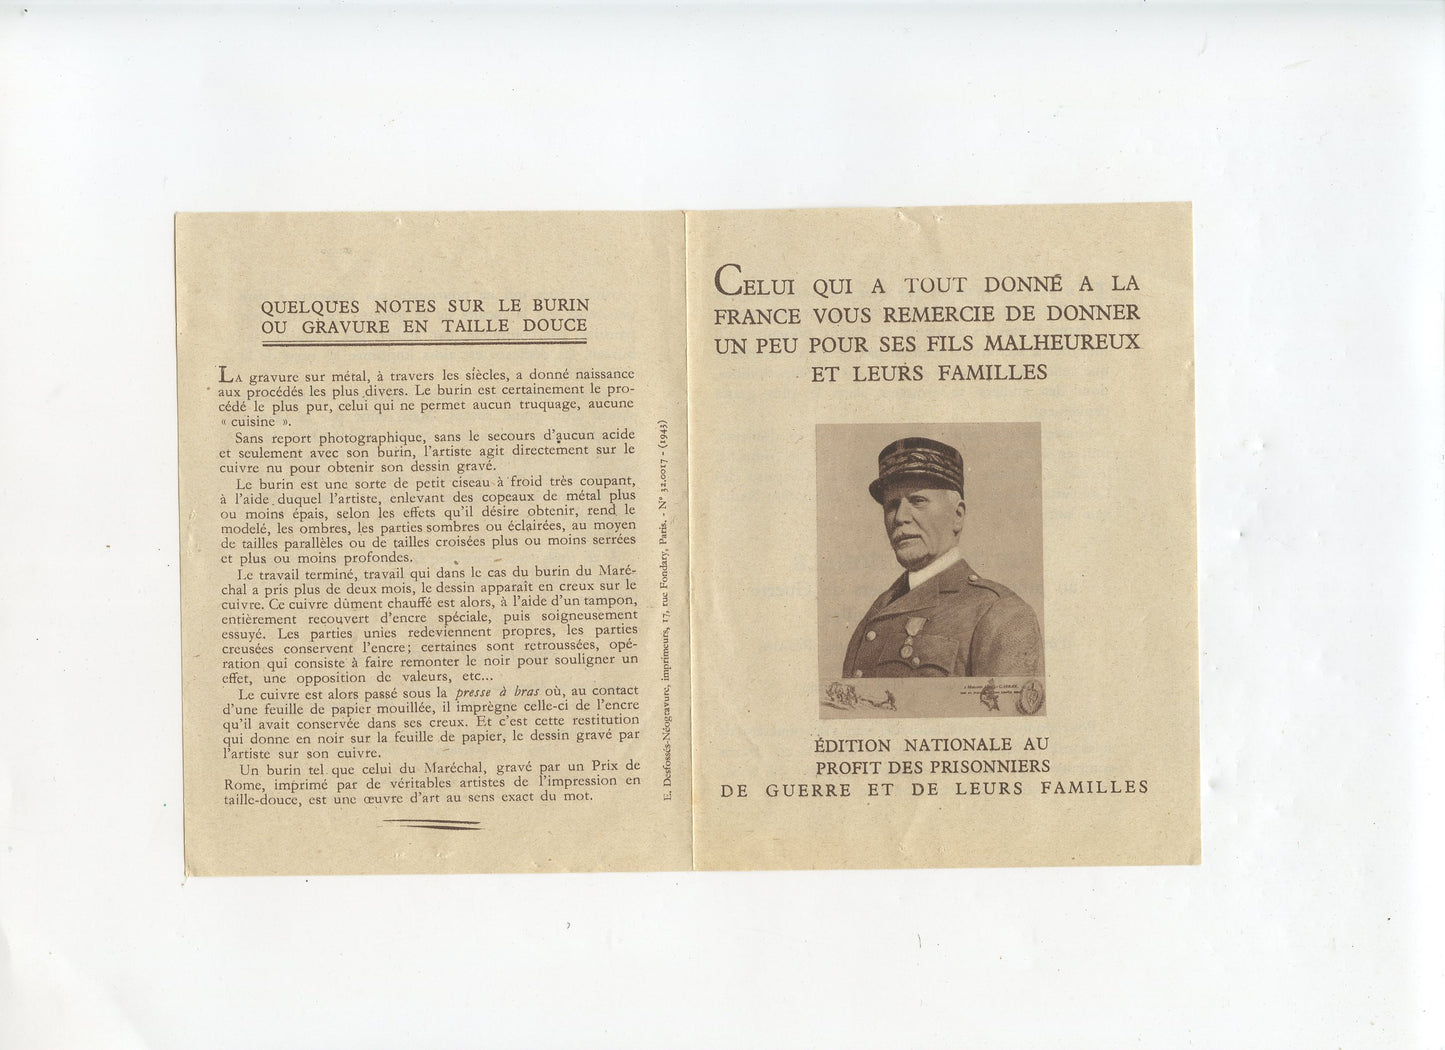 QUELQUES NOTES SUR LE BURIN
OU GRAVURE EN TAILLE DOUCE
LA gravure sur métal, à travers les siècles, a donné naissance
aux procédés les plus divers. Le burin est certainement le pro-
cédé le plus pur, celui qui ne permet aucun truquage, aucune
« cuisine ».
Sans report photographique, sans le secours d'aucun acide
et seulement avec son burin, l'artiste agit directement sur le
cuivre nu pour obtenir son dessin gravé.
Le burin est une sorte de petit ciseau à froid très coupant,
à l'aide duquel l'artiste, enlevant des copeaux de métal plus
ou moins épais, selon les effets qu'il désire obtenir, rend le
modelé, les ombres, les parties sombres ou éclairées, au moyen
de tailles parallèles ou de tailles croisées plus ou moins serrées
et plus ou moins profondes.
Le travail terminé, travail qui dans le cas du burin du Maré-
chal a pris plus de deux mois, le dessin apparaît en creux sur le
cuivre. Ce cuivre dûment chauffé est alors, à l'aide d'un tampon,
entièrement recouvert d'encre spéciale, puis soigneusement
essuyé. Les parties unies redeviennent propres, les parties
creusées conservent l'encre; certaines sont retroussées, opé-
ration qui consiste à faire remonter le noir pour souligner un
effet, une opposition de valeurs, etc...
Le cuivre est alors passé sous la presse à bras où, au contact
d'une feuille de papier mouillée, il imprègne celle-ci de l'encre
qu'il avait conservée dans ses creux. Et c'est cette restitution
qui donne en noir sur la feuille de papier, le dessin gravé par
l'artiste sur son cuivre.
Un burin tel que celui du Maréchal, gravé par un Prix de
Rome, imprimé par de véritables artistes de l'impression en
taille-douce, est une œuvre d'art au sens exact du mot.
E. Desfossés-Néogravure, imprimeurs, 17, rue Fondary, Paris. - N° 32.0017 - (1943)
CELUI QUI A TOUT DONNÉ A LA
FRANCE VOUS REMERCIE DE DONNER
UN PEU POUR SES FILS MALHEUREUX
ET LEURS FAMILLES
ÉDITION NATIONALE AU
PROFIT DES PRISONNIERS
DE GUERRE ET DE LEURS FAMILLES